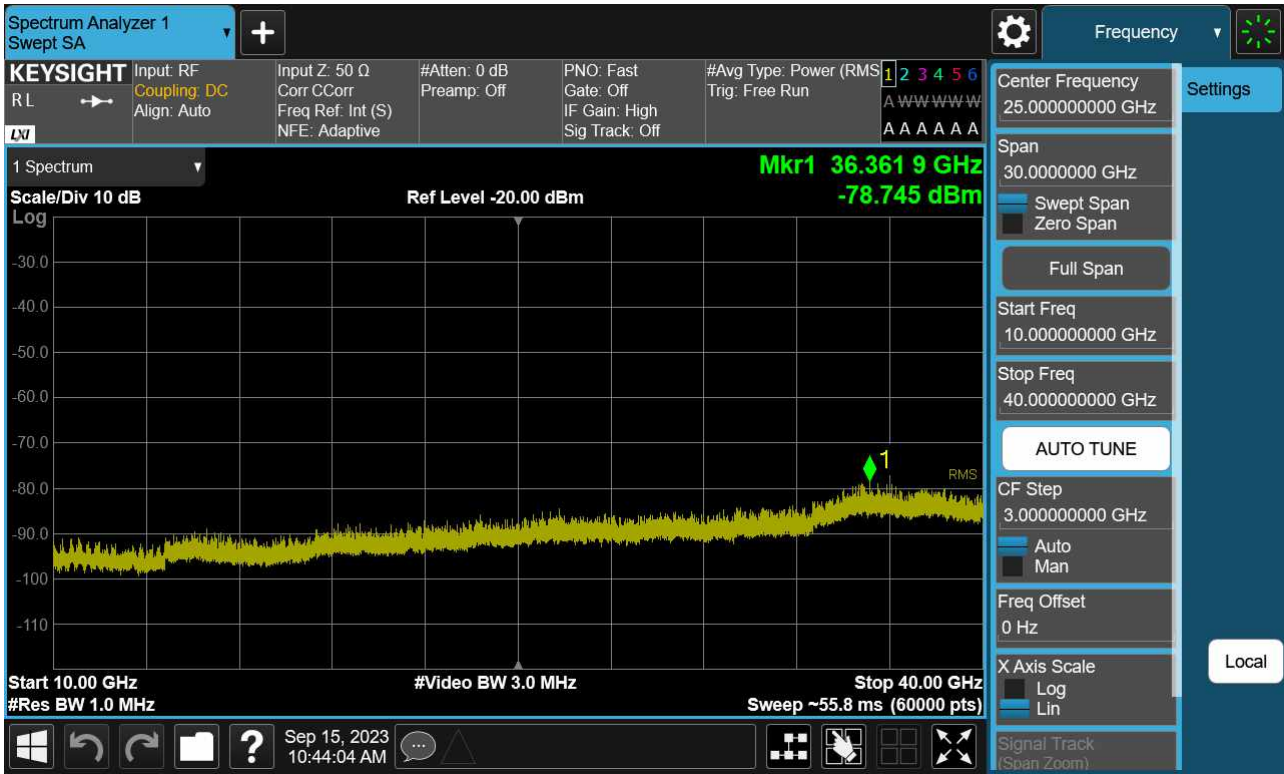 Spectrum Analyzer 1
Swept SA
+
Frequency
KEYSIGHT
R L
LXI
Input: RF
Coupling: DC
Align: Auto
Input Z: 50 Ω
Corr CCorr
Freq Ref: Int (S)
NFE: Adaptive
#Atten: 0 dB
Preamp: Off
PNO: Fast
Gate: Off
IF Gain: High
Sig Track: Off
#Avg Type: Power (RMS
Trig: Free Run
1 2 3 4 5 6
A W W W W W
A A A A A A
1 Spectrum
Mkr1 36.361 9 GHz
-78.745 dBm
Scale/Div 10 dB
Ref Level -20.00 dBm
Log
-30.0
-40.0
-50.0
-60.0
-70.0
-80.0
-90.0
-100
-110
1
RMS
Start 10.00 GHz
#Video BW 3.0 MHz
Stop 40.00 GHz
#Res BW 1.0 MHz
Sweep ~55.8 ms (60000 pts)
?
Sep 15, 2023
10:44:04 AM
Center Frequency
25.000000000 GHz
Span
30.0000000 GHz
Swept Span
Zero Span
Full Span
Start Freq
10.000000000 GHz
Stop Freq
40.000000000 GHz
AUTO TUNE
CF Step
3.000000000 GHz
Auto
Man
Freq Offset
0 Hz
X Axis Scale
Log
Lin
Signal Track
(Span Zoom)
Settings
Local